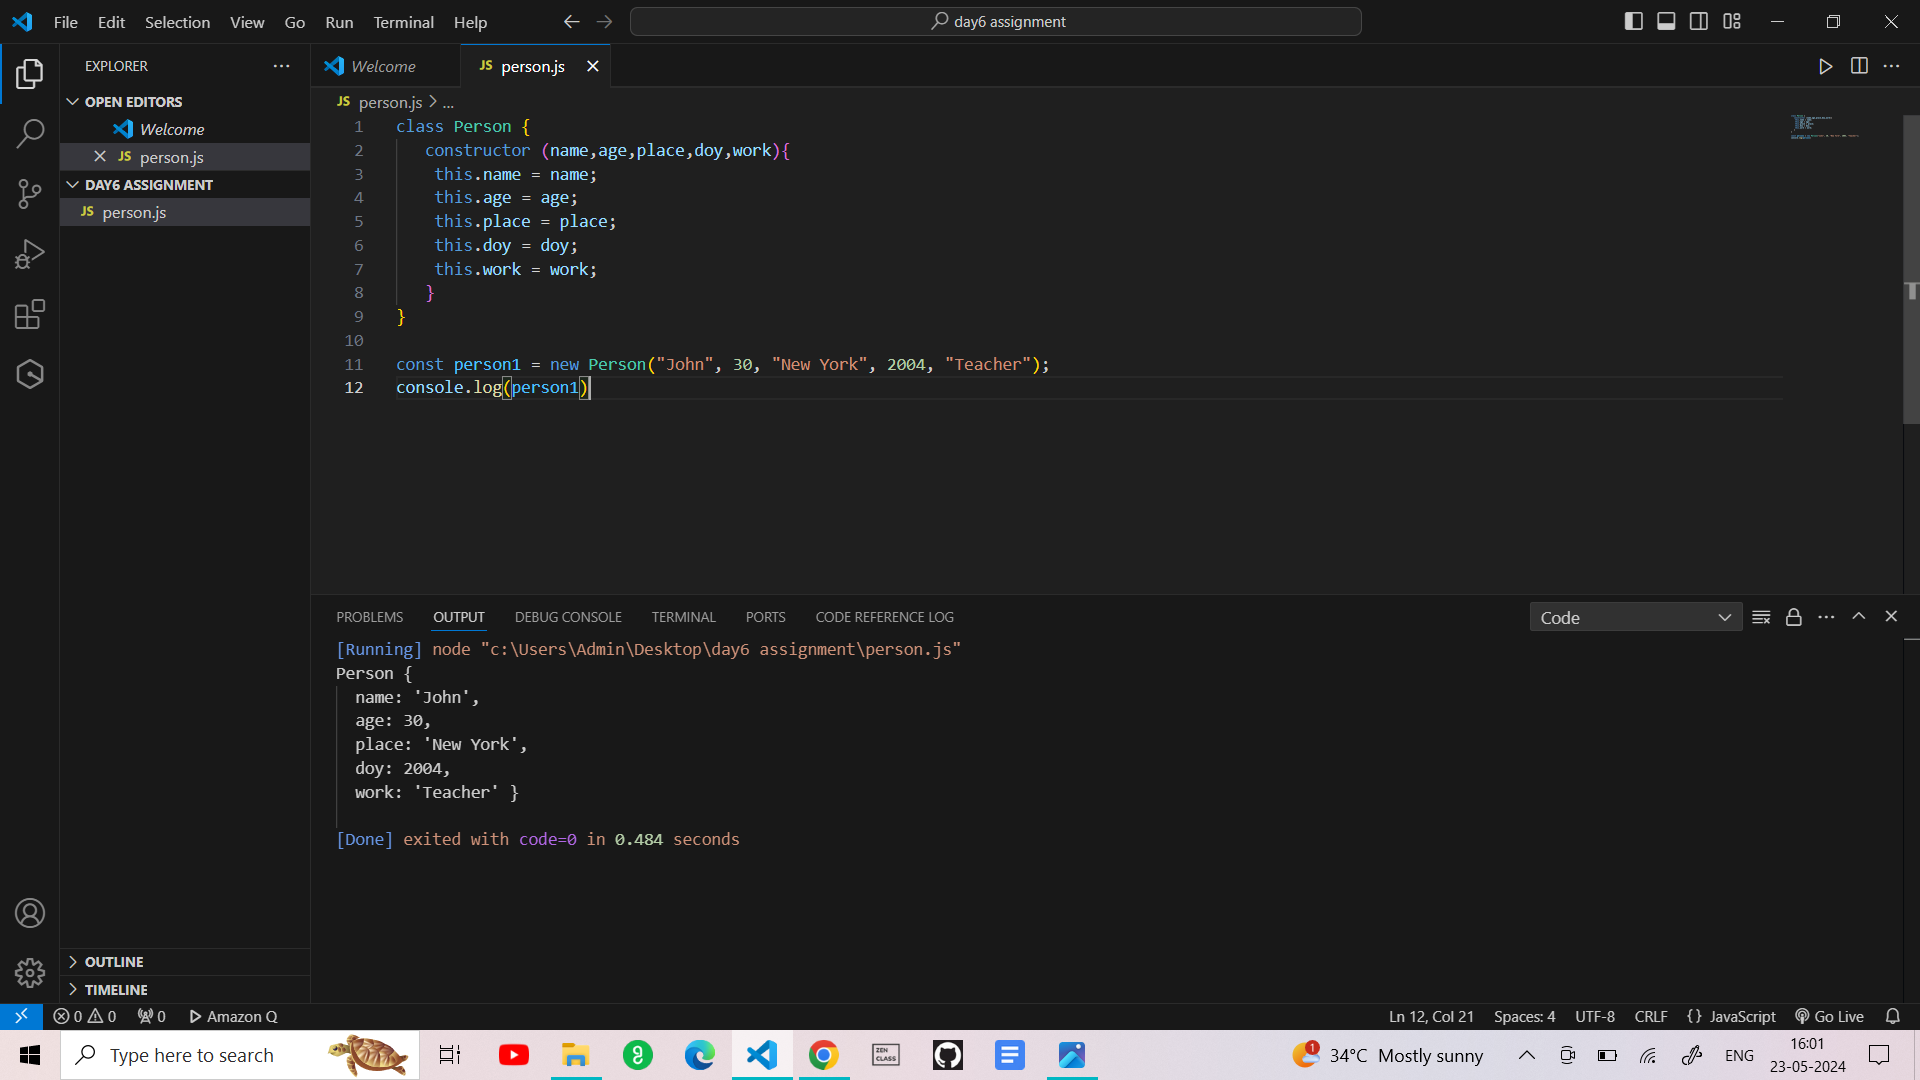 File Edit Selection View Go Run Terminal Help
day6 assignment
EXPLORER
OPEN EDITORS
Welcome
JS person.js
DAY6 ASSIGNMENT
JS person.js
OUTLINE
TIMELINE
Welcome
JS person.js
JS person.js > ...
1 class Person {
2 constructor (name,age,place,doy,work){
3 this.name = name;
4 this.age = age;
5 this.place = place;
6 this.doy = doy;
7 this.work = work;
8 }
9 }
10
11 const person1 = new Person("John", 30, "New York", 2004, "Teacher");
12 console.log(person1)
PROBLEMS OUTPUT DEBUG CONSOLE TERMINAL PORTS CODE REFERENCE LOG
Code
[Running] node "c:\Users\Admin\Desktop\day6 assignment\person.js"
Person {
name: 'John',
age: 30,
place: 'New York',
doy: 2004,
work: 'Teacher' }
[Done] exited with code=0 in 0.484 seconds
0 0 0 Amazon Q
Ln 12, Col 21 Spaces: 4 UTF-8 CRLF {} JavaScript Go Live
Type here to search
ZEN CLASS
1
34°C Mostly sunny
ENG
16:01
23-05-2024